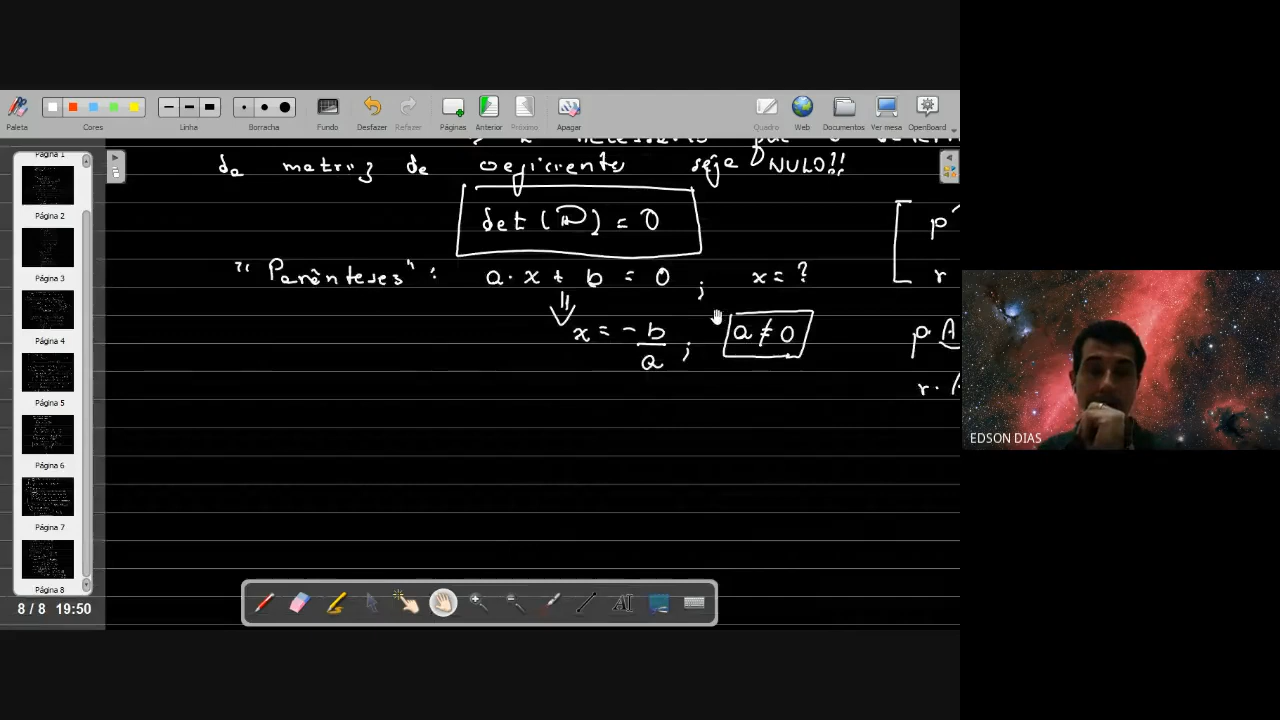 Paleta
Cores
Linha
Borracha
Fundo
Desfazer
Refazer
Páginas
Anterior
Próximo
Apagar
Quadro
Web
Documentos
Ver mesa
OpenBoard
Página 1
Página 2
Página 3
Página 4
Página 5
Página 6
Página 7
Página 8
8 / 8 19:50
da matriz de coeficiente seja NULO!!
det (A) = 0
"Parênteses": a · x + b = 0 ; x = ?
x = -b/a ; a ≠ 0
p
r
p A
r ·
AI
EDSON DIAS